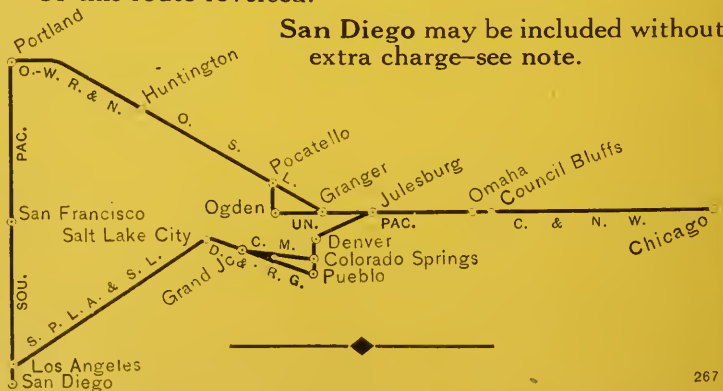 of this route reversed.
San Diego may be included without
extra charge–see note.
Portland
O.-W. R. & N.
Huntington
O. S. L.
Pocatello
Ogden
Granger
Julesburg
UN. PAC.
Omaha
Council Bluffs
C. & N. W.
Chicago
PAC.
San Francisco
SOU.
Salt Lake City
C. M.
Denver
Colorado Springs
Pueblo
Grand Jc.
D. & R. G.
S. P. L. A. & S. L.
Los Angeles
San Diego
267